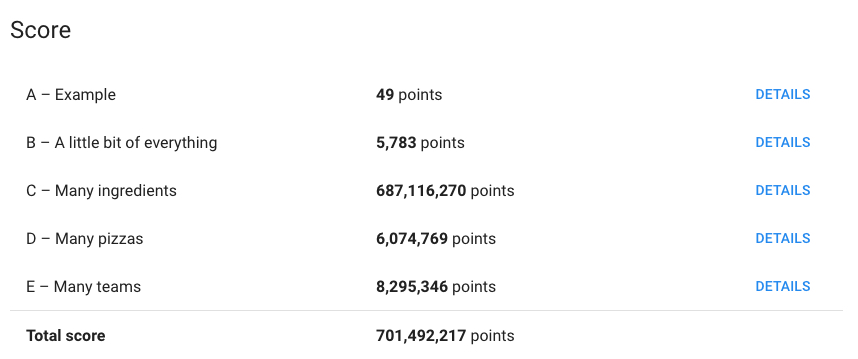 Score
A – Example 49 points DETAILS
B – A little bit of everything 5,783 points DETAILS
C – Many ingredients 687,116,270 points DETAILS
D – Many pizzas 6,074,769 points DETAILS
E – Many teams 8,295,346 points DETAILS
Total score 701,492,217 points